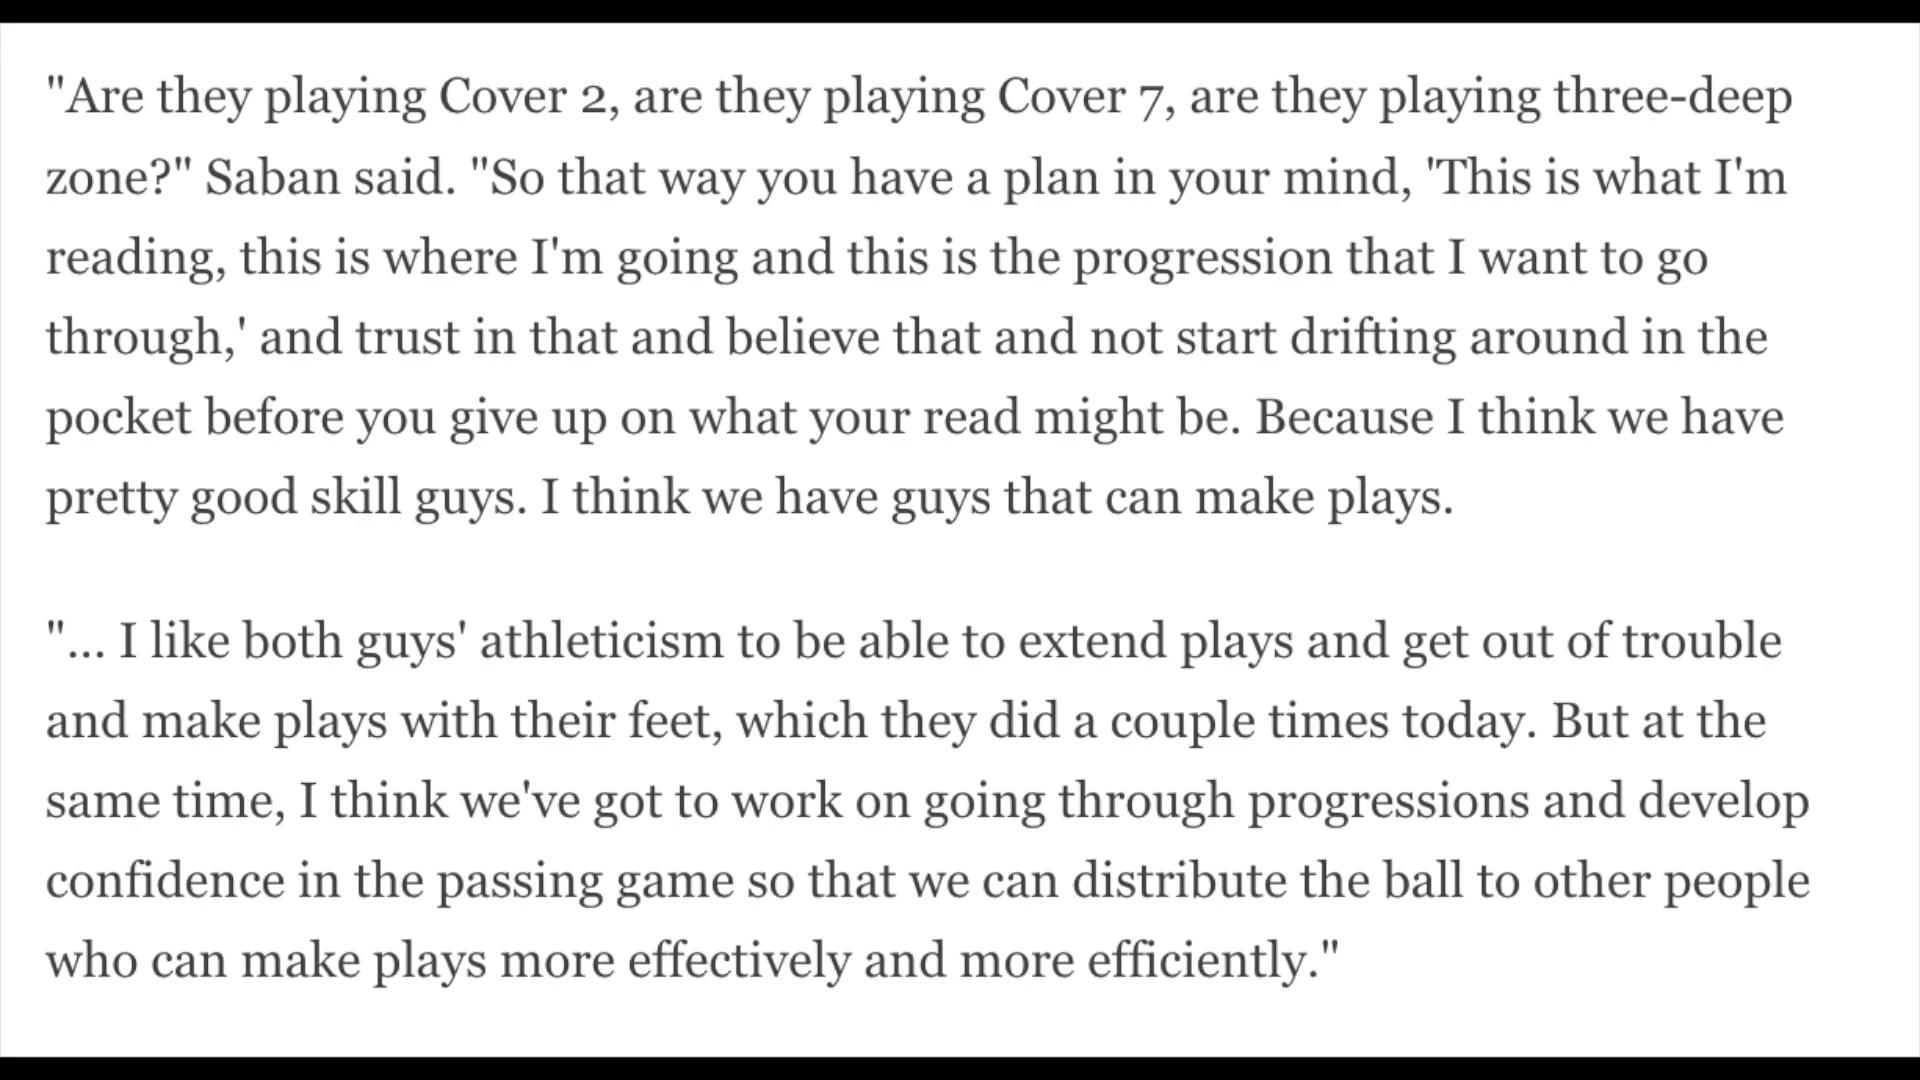 "Are they playing Cover 2, are they playing Cover 7, are they playing three-deep
zone?" Saban said. "So that way you have a plan in your mind, 'This is what I'm
reading, this is where I'm going and this is the progression that I want to go
through,' and trust in that and believe that and not start drifting around in the
pocket before you give up on what your read might be. Because I think we have
pretty good skill guys. I think we have guys that can make plays.
"... I like both guys' athleticism to be able to extend plays and get out of trouble
and make plays with their feet, which they did a couple times today. But at the
same time, I think we've got to work on going through progressions and develop
confidence in the passing game so that we can distribute the ball to other people
who can make plays more effectively and more efficiently."